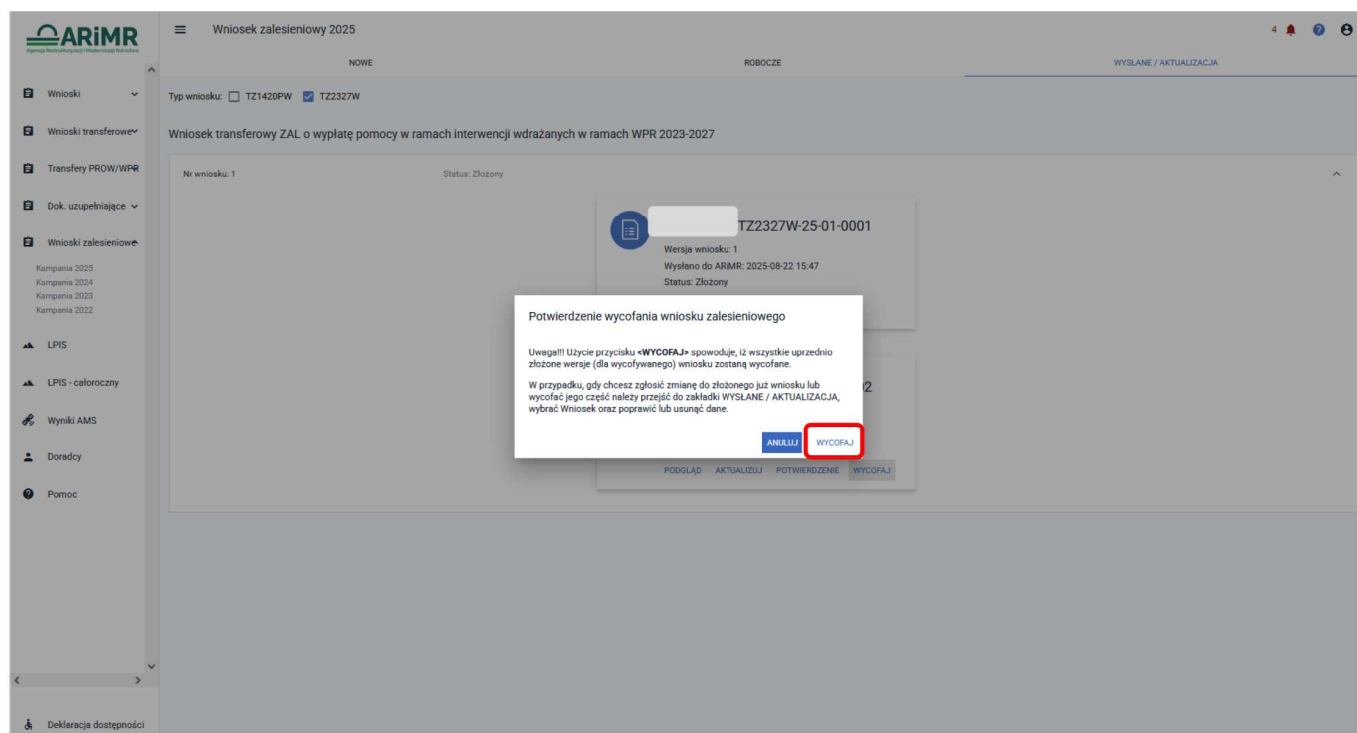 ARiMR
Agencja Restrukturyzacji i Modernizacji Rolnictwa
Wniosek zalesieniowy 2025
4
NOWE
ROBOCZE
WYSŁANE / AKTUALIZACJA
Wnioski
Wnioski transferowe
Transfery PROW/WPR
Dok. uzupełniające
Wnioski zalesieniowe
Kampania 2025
Kampania 2024
Kampania 2023
Kampania 2022
LPIS
LPIS - całoroczny
Wyniki AMS
Doradcy
Pomoc
Deklaracja dostępności
Typ wniosku: TZ1420PW TZ2327W
Wniosek transferowy ZAL o wypłatę pomocy w ramach interwencji wdrażanych w ramach WPR 2023-2027
Nr wniosku: 1
Status: Złożony
TZ2327W-25-01-0001
Wersja wniosku: 1
Wysłano do ARiMR: 2025-08-22 15:47
Status: Złożony
Potwierdzenie wycofania wniosku zalesieniowego
Uwaga!!! Użycie przycisku <WYCOFAJ> spowoduje, iż wszystkie uprzednio
złożone wersje (dla wycofywanego) wniosku zostaną wycofane.
W przypadku, gdy chcesz zgłosić zmianę do złożonego już wniosku lub
wycofać jego część należy przejść do zakładki WYSŁANE / AKTUALIZACJA,
wybrać Wniosek oraz poprawić lub usunąć dane.
ANULUJ WYCOFAJ
2
PODGLĄD AKTUALIZUJ POTWIERDZENIE WYCOFAJ